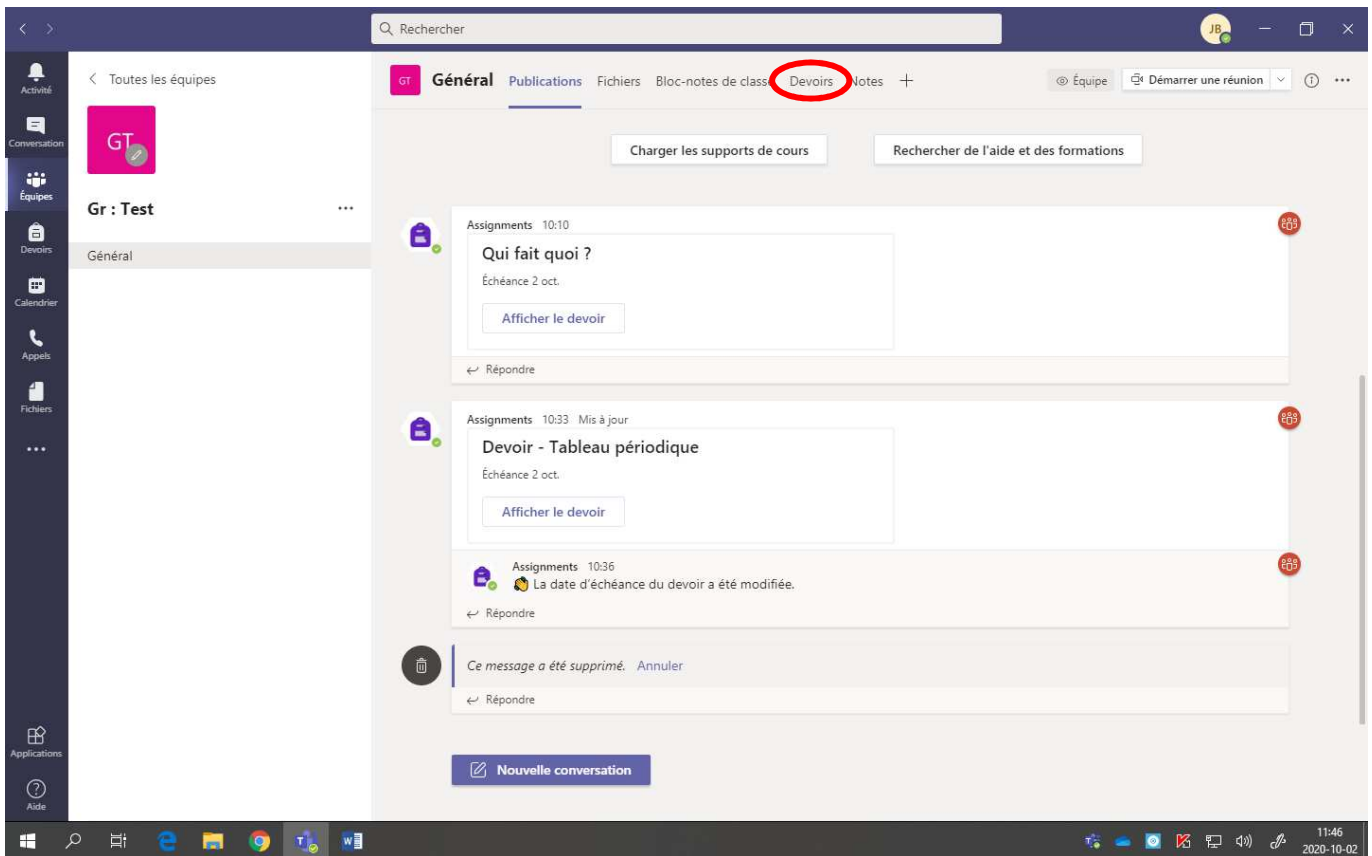 Rechercher
JB
Activité
Conversation
Équipes
Devoirs
Calendrier
Appels
Fichiers
Applications
Aide
Toutes les équipes
GT
Gr : Test
Général
GT Général Publications Fichiers Bloc-notes de classe Devoirs Notes Équipe Démarrer une réunion
Charger les supports de cours Rechercher de l'aide et des formations
Assignments 10:10
Qui fait quoi ?
Échéance 2 oct.
Afficher le devoir
Répondre
Assignments 10:33 Mis à jour
Devoir - Tableau périodique
Échéance 2 oct.
Afficher le devoir
Assignments 10:36
La date d'échéance du devoir a été modifiée.
Répondre
Ce message a été supprimé. Annuler
Répondre
Nouvelle conversation
11:46
2020-10-02